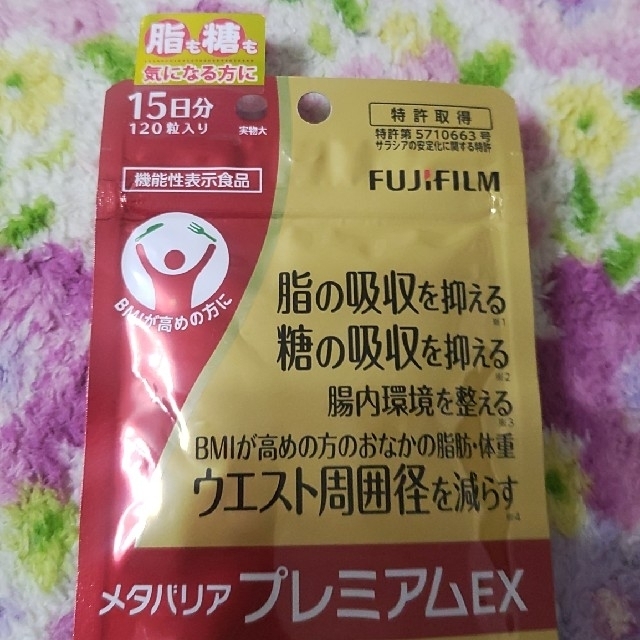 脂も糖も
気になる方に
15日分
120粒入り
実物大
特許取得
特許第5710663号
サラシアの安定化に関する特許
機能性表示食品
FUJIFILM
BMIが高めの方に
脂の吸収を抑える※1
糖の吸収を抑える※2
腸内環境を整える※3
BMIが高めの方のおなかの脂肪・体重
ウエスト周囲径を減らす※4
メタバリア プレミアムEX